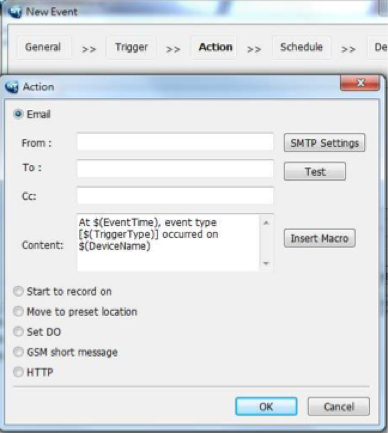 New Event
General >> Trigger >> Action >> Schedule >> De
Action
Email
From :
SMTP Settings
To :
Test
Cc:
Content:
At $(EventTime), event type
[$(TriggerType)] occurred on
$(DeviceName)
Insert Macro
Start to record on
Move to preset location
Set DO
GSM short message
HTTP
OK
Cancel